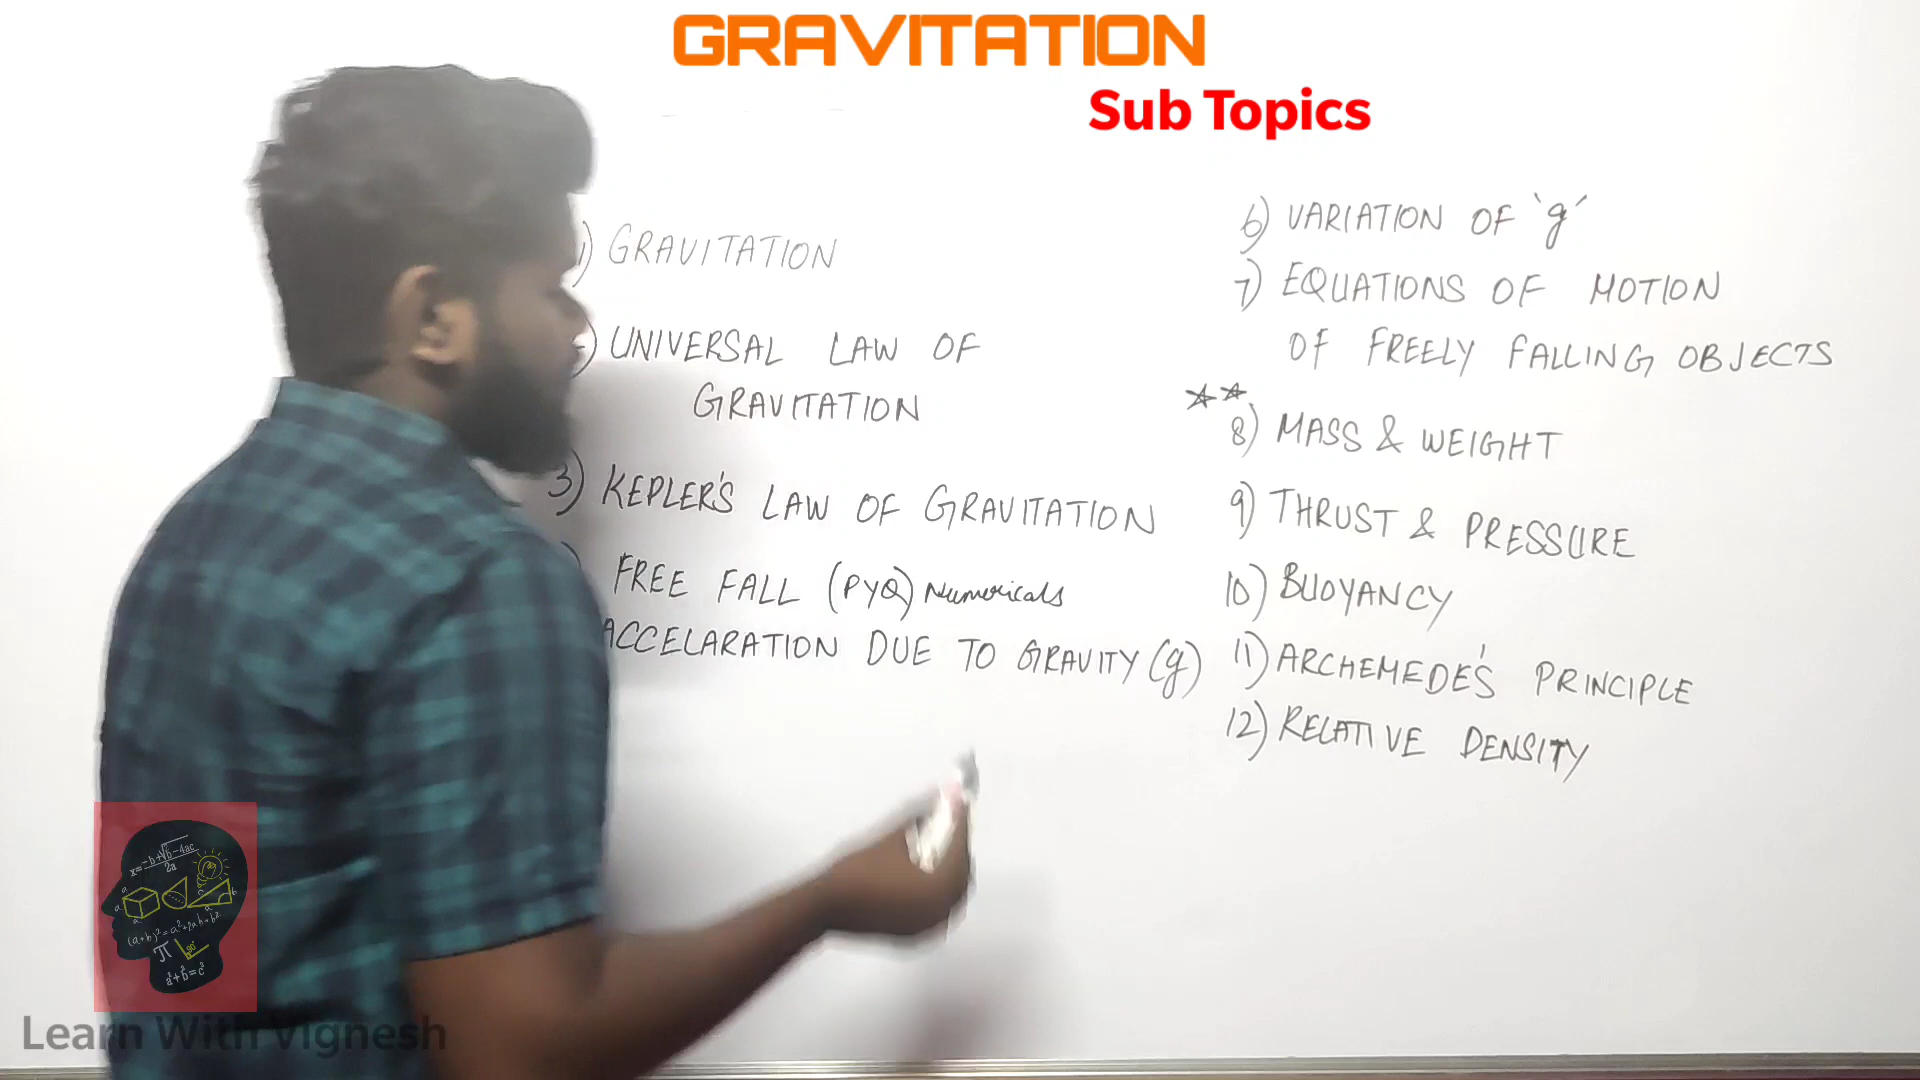 GRAVITATION
Sub Topics
1) GRAVITATION
) UNIVERSAL LAW OF
GRAVITATION
3) KEPLER'S LAW OF GRAVITATION
) FREE FALL (PYQ) Numericals
ACCELARATION DUE TO GRAVITY (g)
6) VARIATION OF 'g'
7) EQUATIONS OF MOTION
OF FREELY FALLING OBJECTS
8) MASS & WEIGHT
9) THRUST & PRESSURE
10) BUOYANCY
11) ARCHEMEDE'S PRINCIPLE
12) RELATIVE DENSITY
Learn With Vignesh